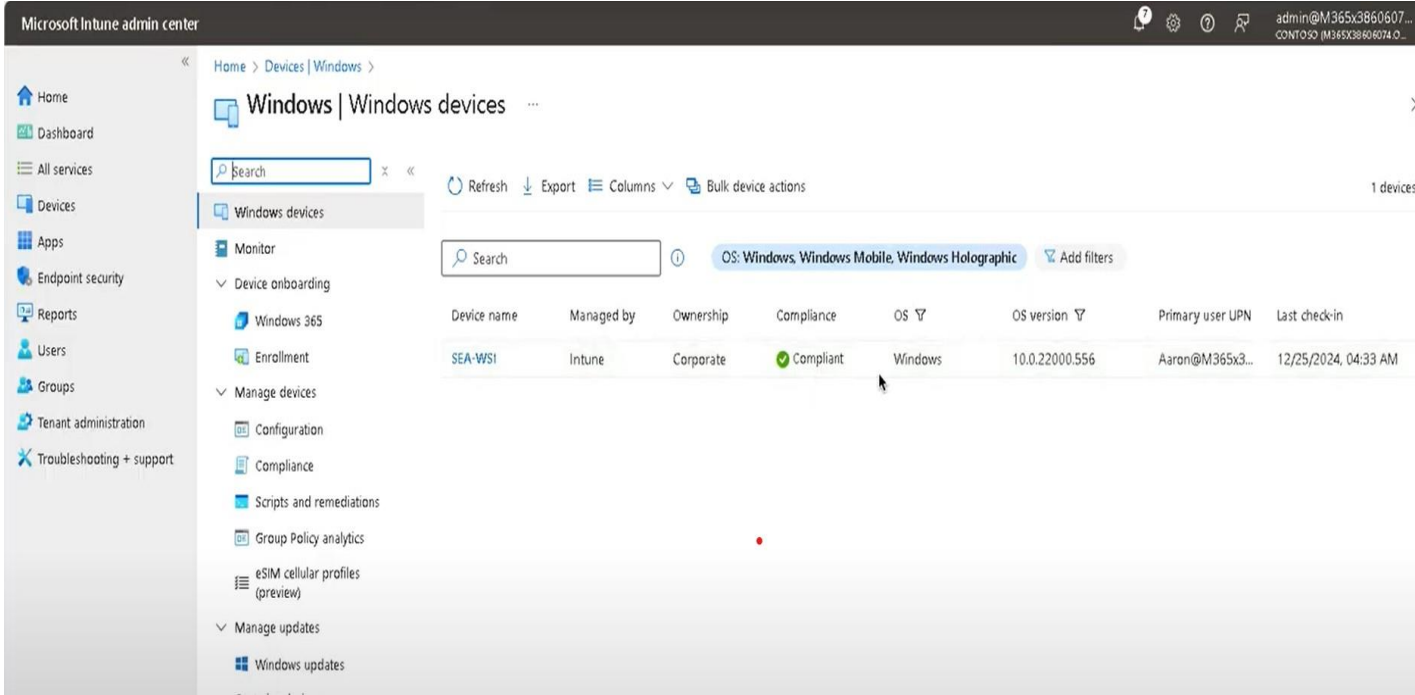 Microsoft Intune admin center
7
admin@M365x3860607...
CONTOSO (M365X38606074.O...
Home > Devices | Windows >
Windows | Windows devices ...
Home
Dashboard
All services
Devices
Apps
Endpoint security
Reports
Users
Groups
Tenant administration
Troubleshooting + support
Search
Windows devices
Monitor
Device onboarding
Windows 365
Enrollment
Manage devices
Configuration
Compliance
Scripts and remediations
Group Policy analytics
eSIM cellular profiles
(preview)
Manage updates
Windows updates
Refresh Export Columns Bulk device actions 1 devices
Search OS: Windows, Windows Mobile, Windows Holographic Add filters
Device name Managed by Ownership Compliance OS OS version Primary user UPN Last check-in
SEA-WS1 Intune Corporate Compliant Windows 10.0.22000.556 Aaron@M365x3... 12/25/2024, 04:33 AM